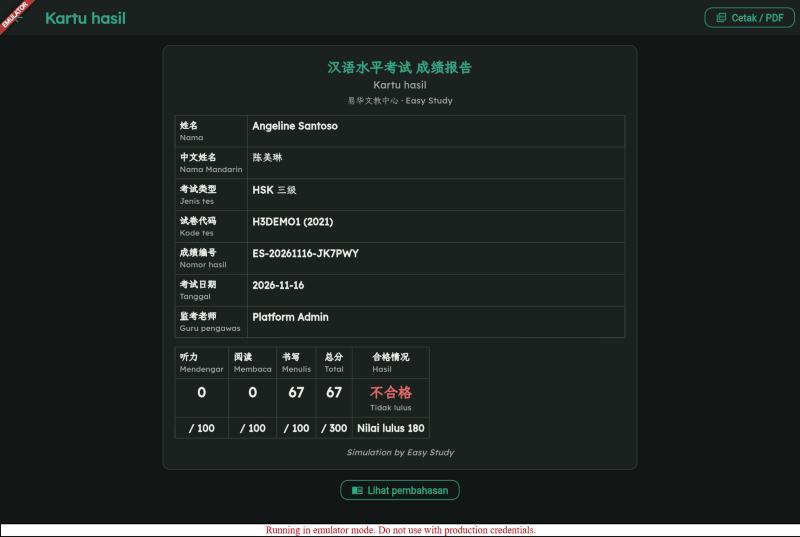 EMULATOR
Kartu hasil
Cetak / PDF
汉语水平考试 成绩报告
Kartu hasil
易华文教中心 · Easy Study
姓名
Nama
Angeline Santoso
中文姓名
Nama Mandarin
陈美琳
考试类型
Jenis tes
HSK 三级
试卷代码
Kode tes
H3DEMO1 (2021)
成绩编号
Nomor hasil
ES-20261116-JK7PWY
考试日期
Tanggal
2026-11-16
监考老师
Guru pengawas
Platform Admin
听力 阅读 书写 总分 合格情况
Mendengar Membaca Menulis Total Hasil
0 0 67 67 不合格
Tidak lulus
/ 100 / 100 / 100 / 300 Nilai lulus 180
Simulation by Easy Study
Lihat pembahasan
Running in emulator mode. Do not use with production credentials.